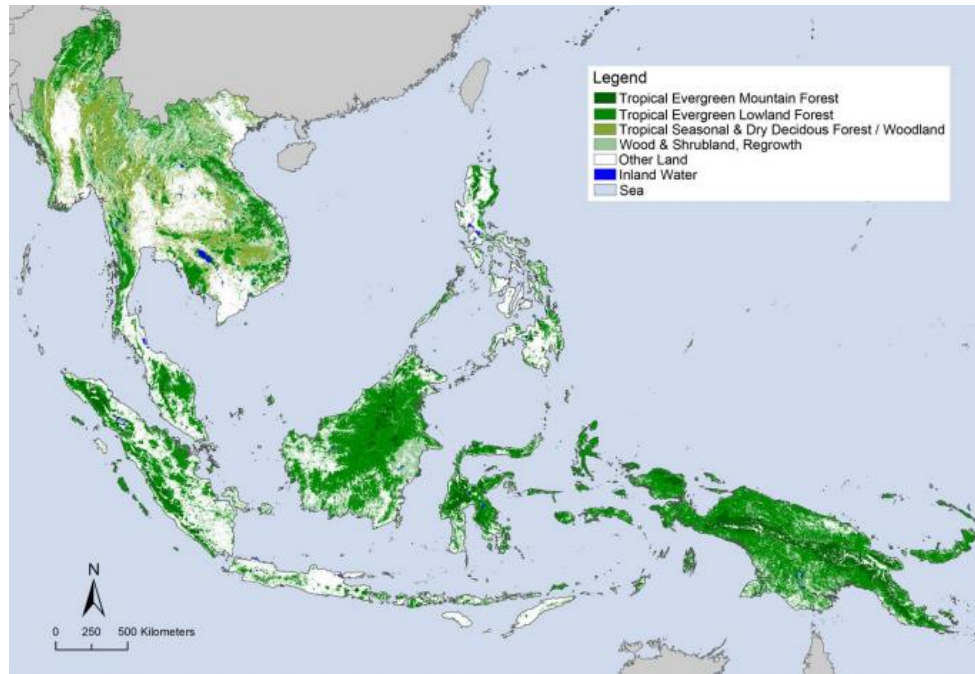 Legend
Tropical Evergreen Mountain Forest
Tropical Evergreen Lowland Forest
Tropical Seasonal & Dry Decidous Forest / Woodland
Wood & Shrubland, Regrowth
Other Land
Inland Water
Sea
N
0 250 500 Kilometers